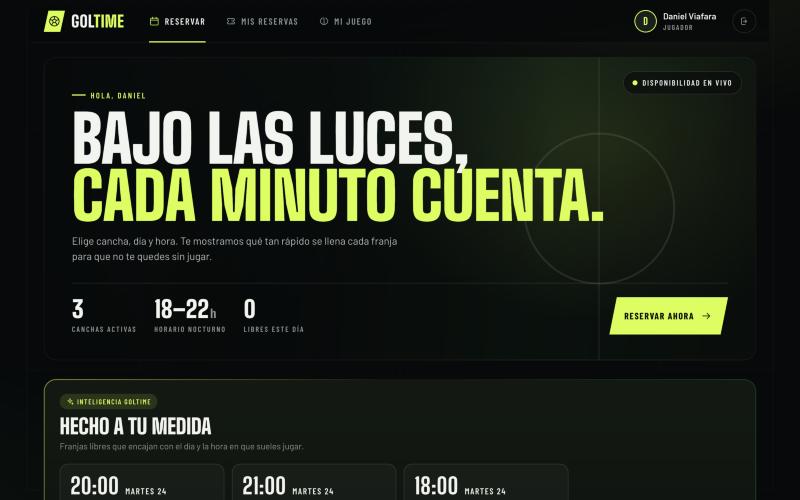 GOLTIME
RESERVAR
MIS RESERVAS
MI JUEGO
D
Daniel Viafara
JUGADOR
DISPONIBILIDAD EN VIVO
HOLA, DANIEL
BAJO LAS LUCES,
CADA MINUTO CUENTA.
Elige cancha, día y hora. Te mostramos qué tan rápido se llena cada franja
para que no te quedes sin jugar.
3
CANCHAS ACTIVAS
18–22h
HORARIO NOCTURNO
0
LIBRES ESTE DÍA
RESERVAR AHORA
INTELIGENCIA GOLTIME
HECHO A TU MEDIDA
Franjas libres que encajan con el día y la hora en que sueles jugar.
20:00 MARTES 24
21:00 MARTES 24
18:00 MARTES 24